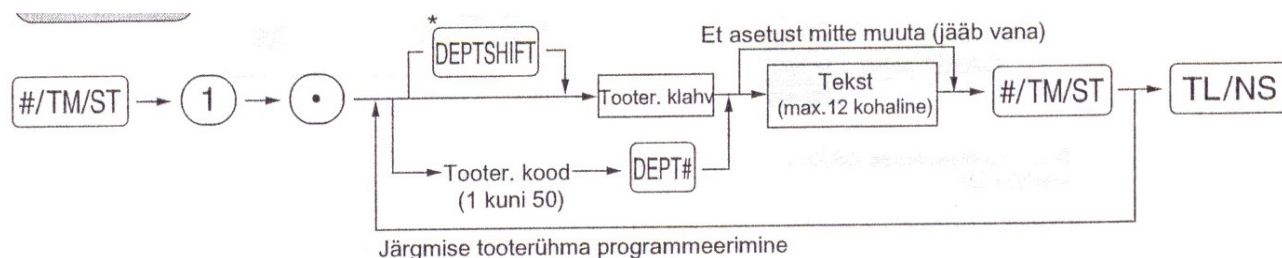 *
DEPTSHIFT
Et asetust mitte muuta (jääb vana)
#/TM/ST
1
•
Tooter. klahv
Tekst
(max.12 kohaline)
#/TM/ST
TL/NS
Tooter. kood
(1 kuni 50)
DEPT#
Järgmise tooterühma programmeerimine